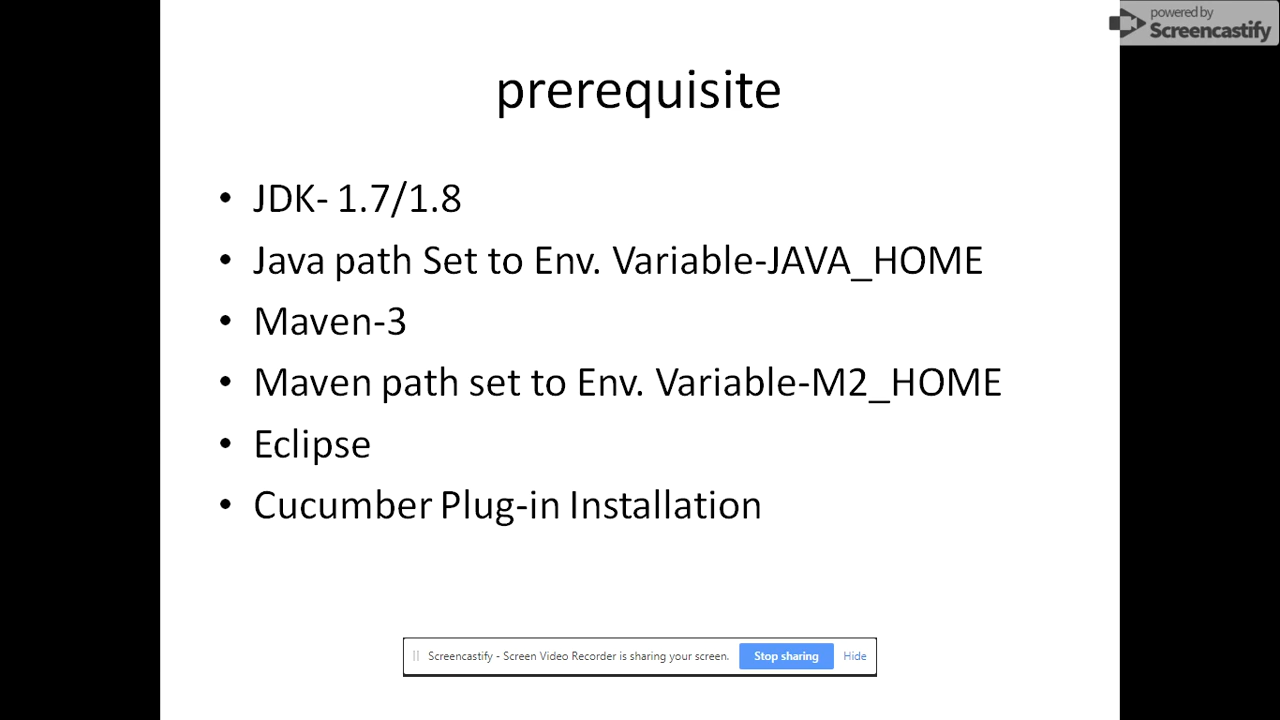 powered by
Screencastify
prerequisite
• JDK- 1.7/1.8
• Java path Set to Env. Variable-JAVA_HOME
• Maven-3
• Maven path set to Env. Variable-M2_HOME
• Eclipse
• Cucumber Plug-in Installation
Screencastify - Screen Video Recorder is sharing your screen. Stop sharing Hide